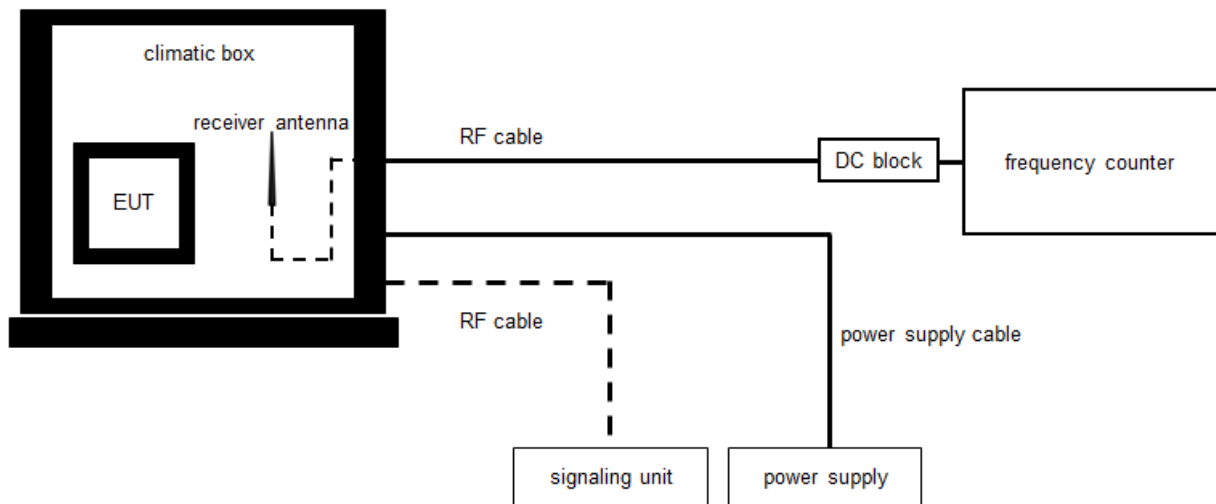 climatic box
receiver antenna
RF cable
DC block
frequency counter
EUT
RF cable
power supply cable
signaling unit
power supply